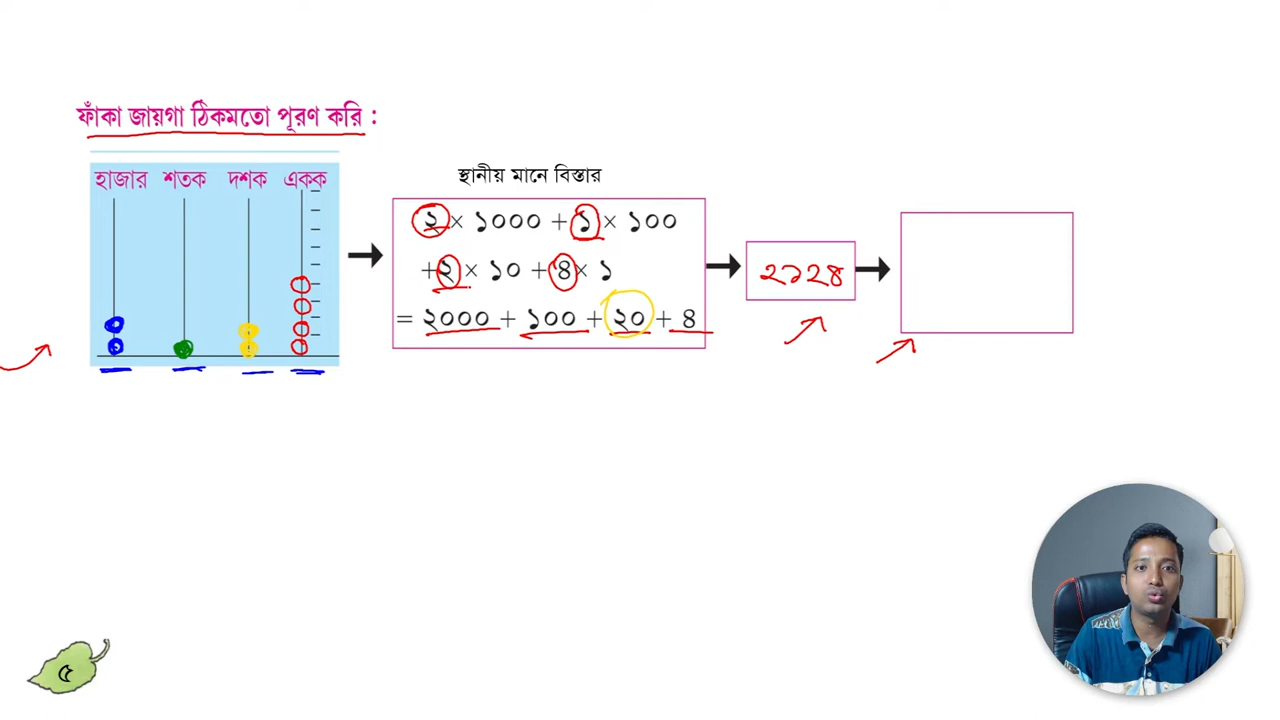 ফাঁকা জায়গা ঠিকমতো পূরণ করি :
হাজার শতক দশক একক
স্থানীয় মানে বিস্তার
২ × ১০০০ + ১ × ১০০
+ ২ × ১০ + ৪ × ১
= ২০০০ + ১০০ + ২০ + ৪
২১২৪
৫